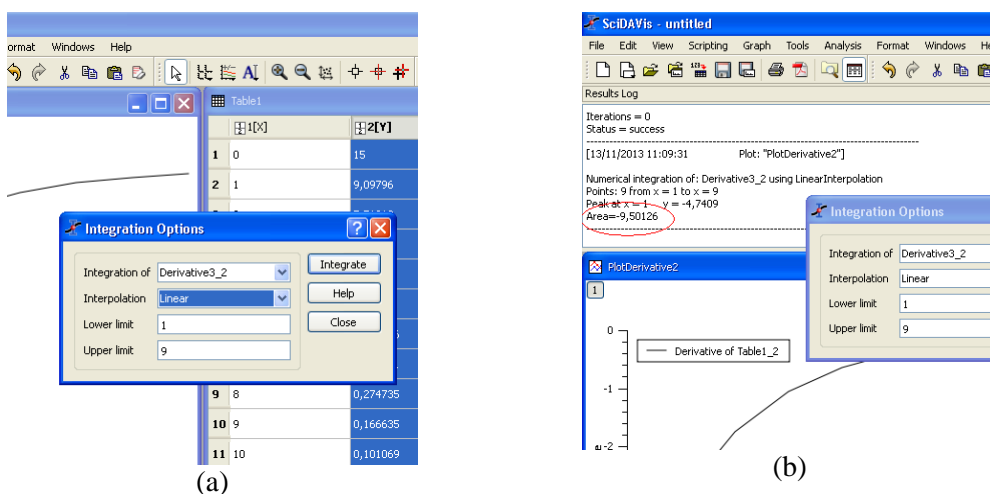 ormat Windows Help
Table1
1[X] 2[Y]
1 0 15
2 1 9,09796
Integration Options
Integration of Derivative3_2 Integrate
Interpolation Linear Help
Lower limit 1 Close
Upper limit 9
9 8 0,274735
10 9 0,166635
11 10 0,101069
(a)
SciDAVis - untitled
File Edit View Scripting Graph Tools Analysis Format Windows He
Results Log
Iterations = 0
Status = success
[13/11/2013 11:09:31 Plot: "PlotDerivative2"]
Numerical integration of: Derivative3_2 using LinearInterpolation
Points: 9 from x = 1 to x = 9
Peak at x = 1 y = -4,7409
Area=-9,50126
Integration Options
Integration of Derivative3_2
Interpolation Linear
Lower limit 1
Upper limit 9
PlotDerivative2
1
0
Derivative of Table1_2
-1
-2
(b)